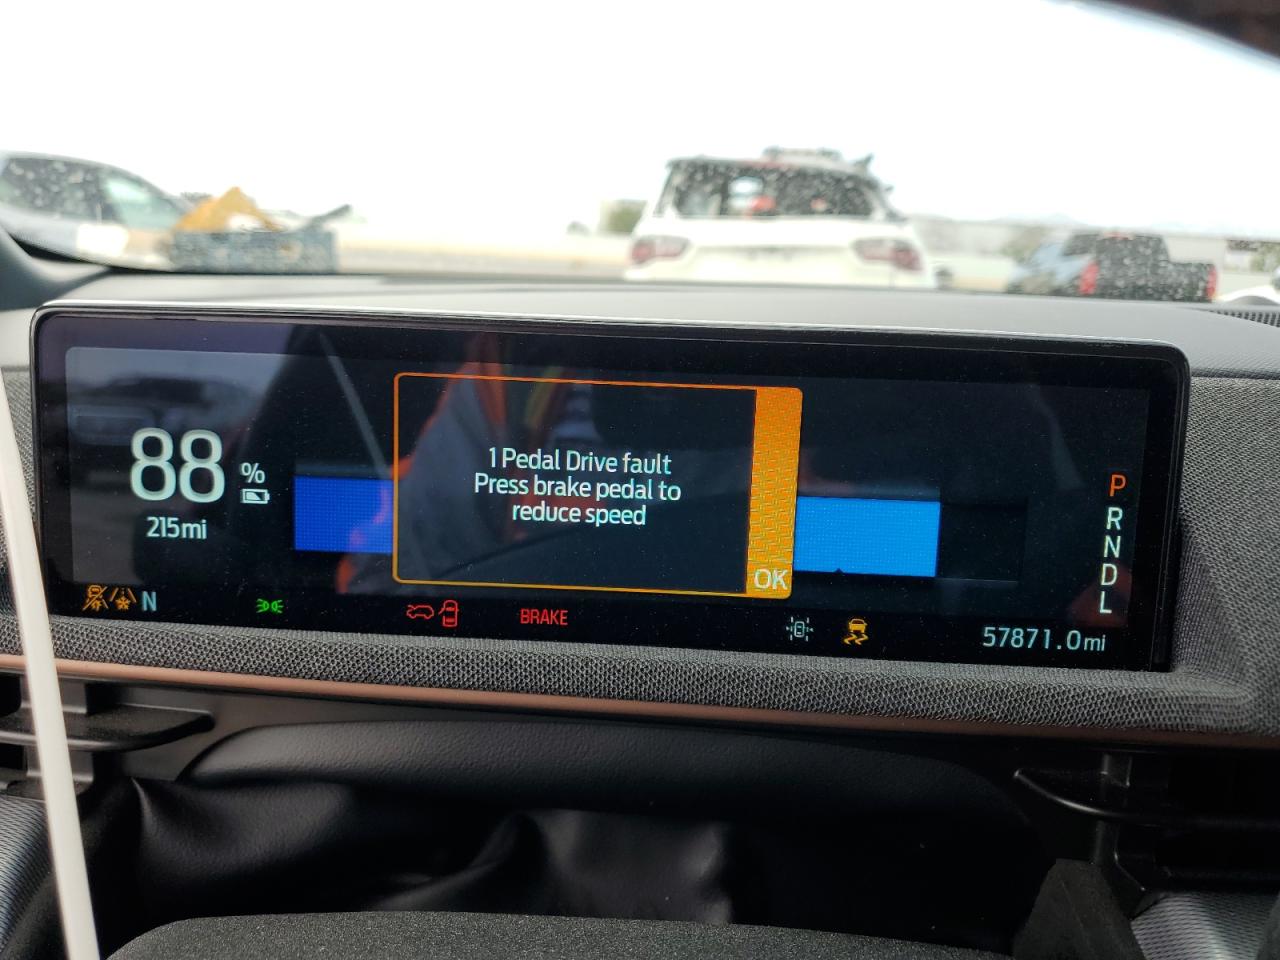 88 %
215mi
1 Pedal Drive fault
Press brake pedal to
reduce speed
OK
P
R
N
D
L
N
BRAKE
57871.0mi